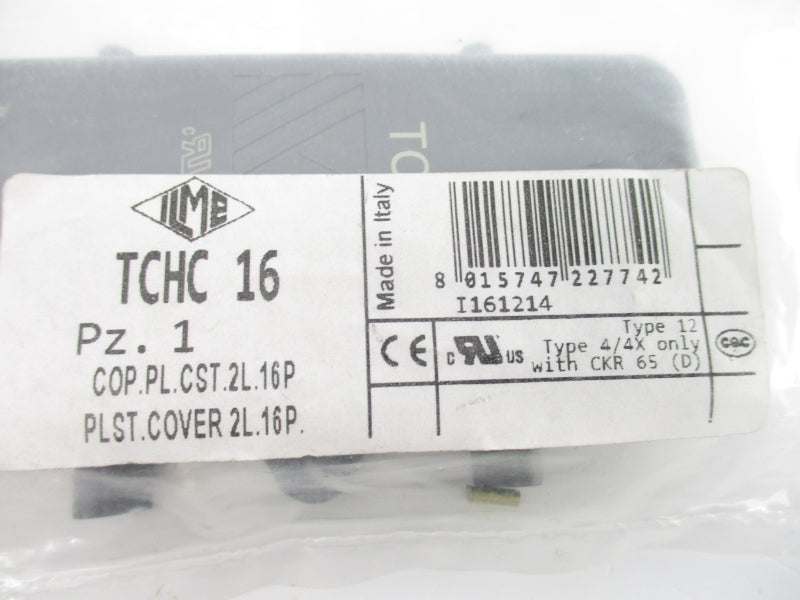 TC
ILME
TCHC 16
Pz. 1
COP.PL.CST.2L.16P
PLST.COVER 2L.16P.
Made in Italy
8 015747 227742
I161214
CE
c RU us
Type 12
Type 4/4X only
with CKR 65 (D)